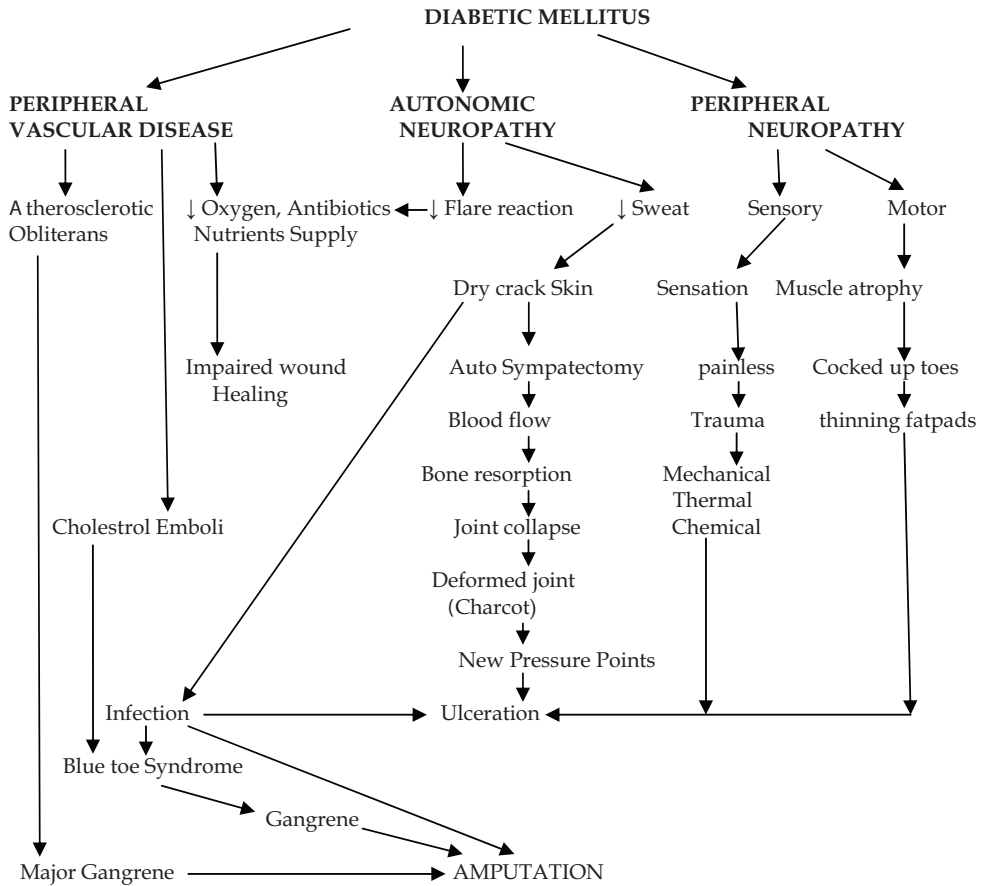 DIABETIC MELLITUS
PERIPHERAL
VASCULAR DISEASE
AUTONOMIC
NEUROPATHY
PERIPHERAL
NEUROPATHY
Atherosclerotic
Obliterans
↓ Oxygen, Antibiotics
Nutrients Supply
↓ Flare reaction
↓ Sweat
Sensory
Motor
Dry crack Skin
Sensation
Muscle atrophy
Impaired wound
Healing
Auto Sympatectomy
painless
Cocked up toes
Blood flow
Trauma
thinning fatpads
Bone resorption
Mechanical
Thermal
Chemical
Cholestrol Emboli
Joint collapse
Deformed joint
(Charcot)
New Pressure Points
Infection
Ulceration
Blue toe Syndrome
Gangrene
Major Gangrene
AMPUTATION